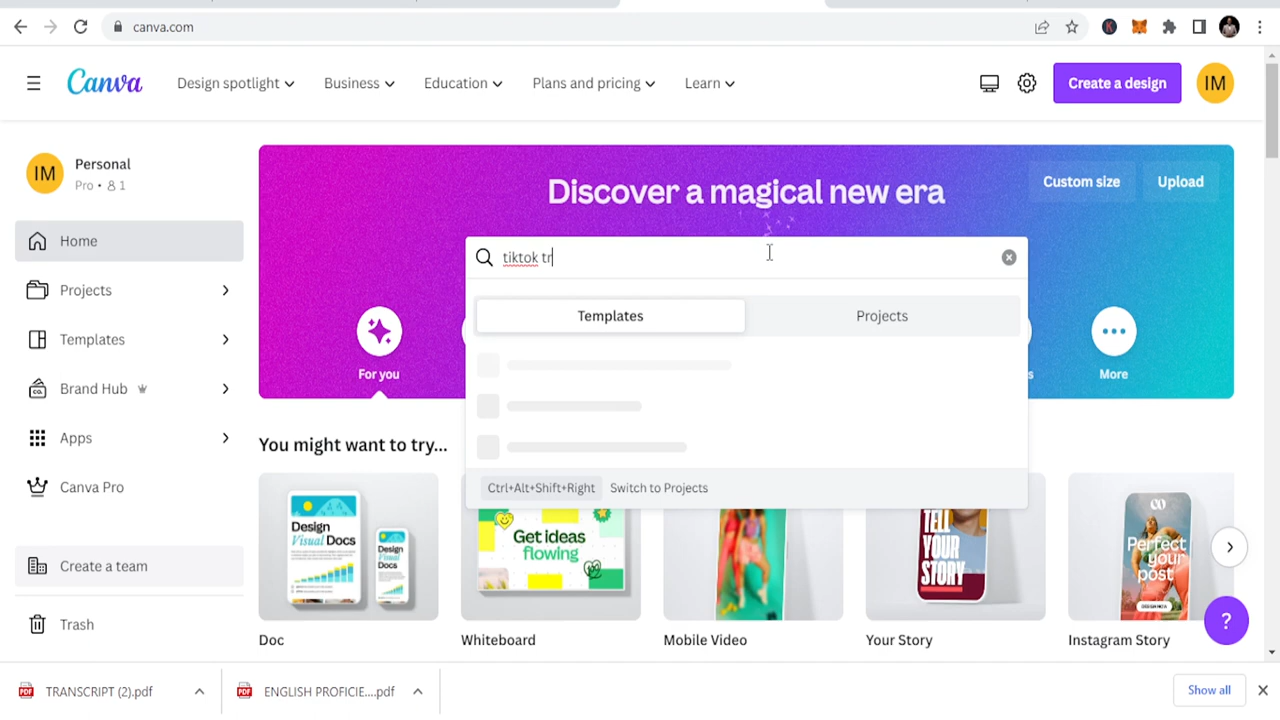 canva.com
Canva
Design spotlight
Business
Education
Plans and pricing
Learn
Create a design
IM
IM
Personal
Pro • 1
Home
Projects
Templates
Brand Hub
Apps
Canva Pro
Create a team
Trash
Discover a magical new era
Custom size
Upload
tiktok tr
Templates
Projects
Ctrl+Alt+Shift+Right Switch to Projects
For you
s
More
You might want to try...
Design
Visual Docs
Design
Visual
Docs
Get ideas
flowing
TELL
YOUR
STORY
Perfect
your
post
Doc
Whiteboard
Mobile Video
Your Story
Instagram Story
?
PDF TRANSCRIPT (2).pdf
PDF ENGLISH PROFICIE....pdf
Show all